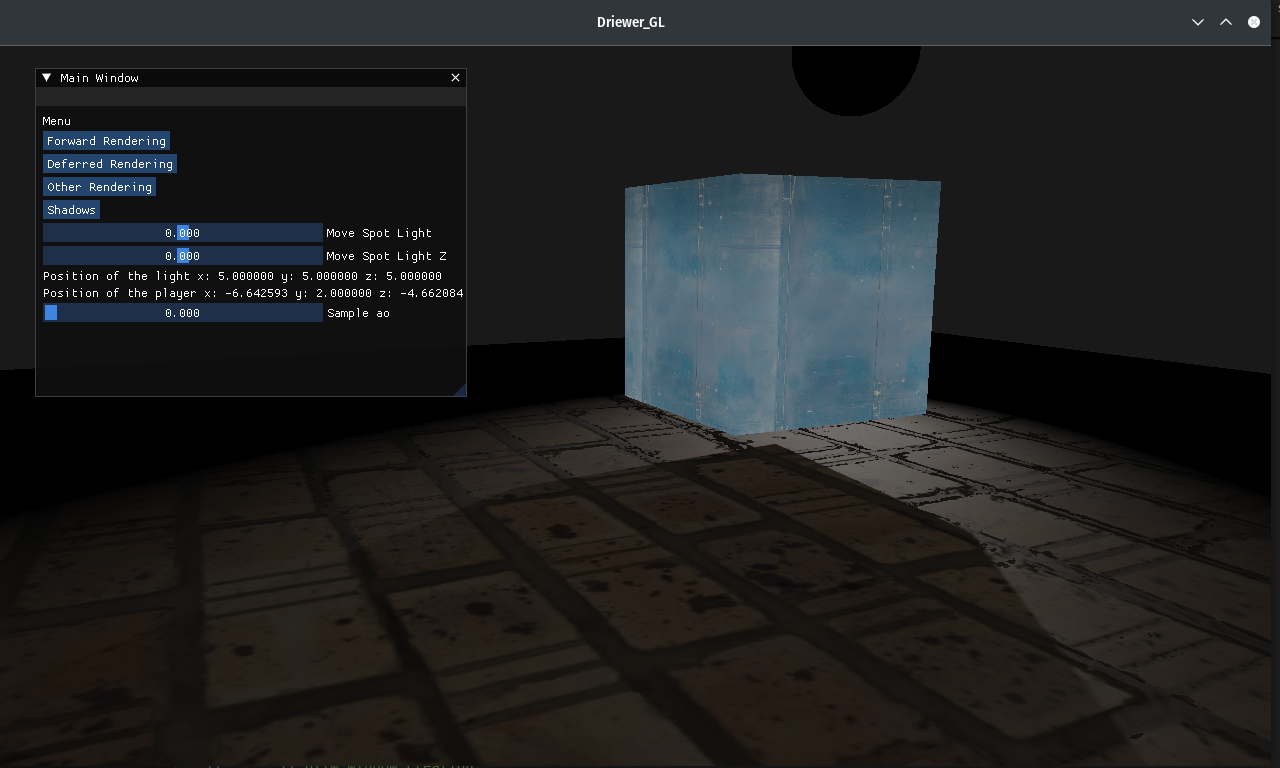 Driewer_GL
Main Window
Menu
Forward Rendering
Deferred Rendering
Other Rendering
Shadows
0.000 Move Spot Light
0.000 Move Spot Light Z
Position of the light x: 5.000000 y: 5.000000 z: 5.000000
Position of the player x: -6.642593 y: 2.000000 z: -4.662084
0.000 Sample ao